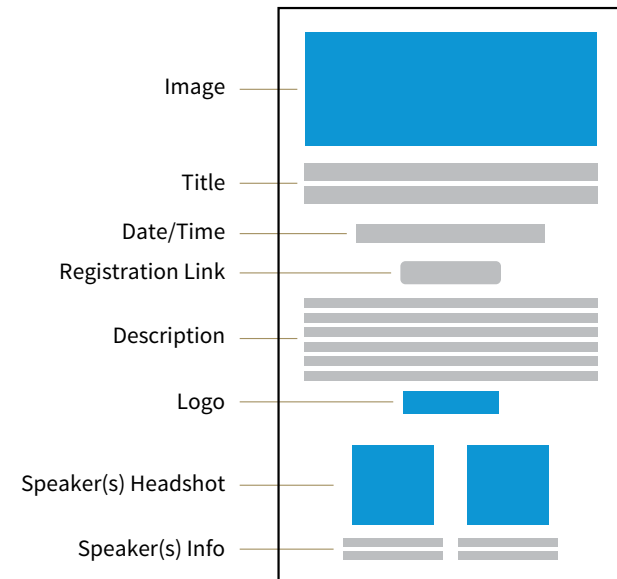 Image
Title
Date/Time
Registration Link
Description
Logo
Speaker(s) Headshot
Speaker(s) Info